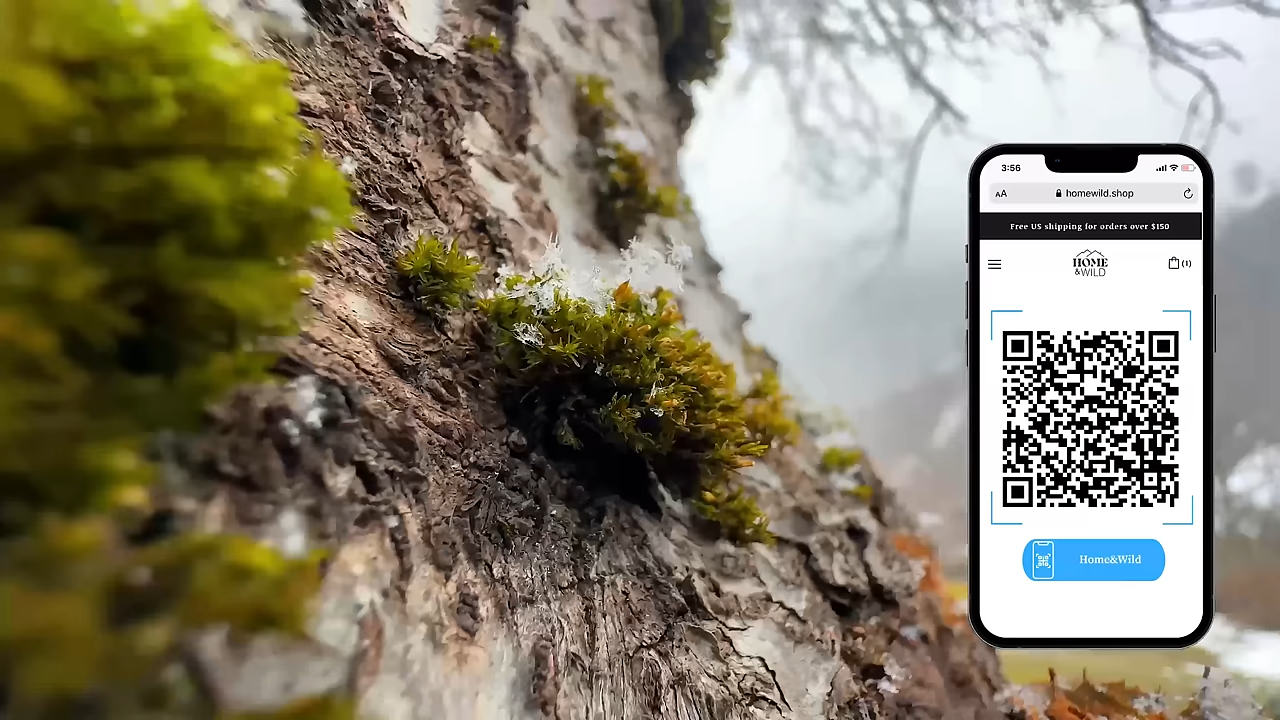 3:56
AA
homewild.shop
Free US shipping for orders over $150
HOME
&WILD
(1)
Home&Wild